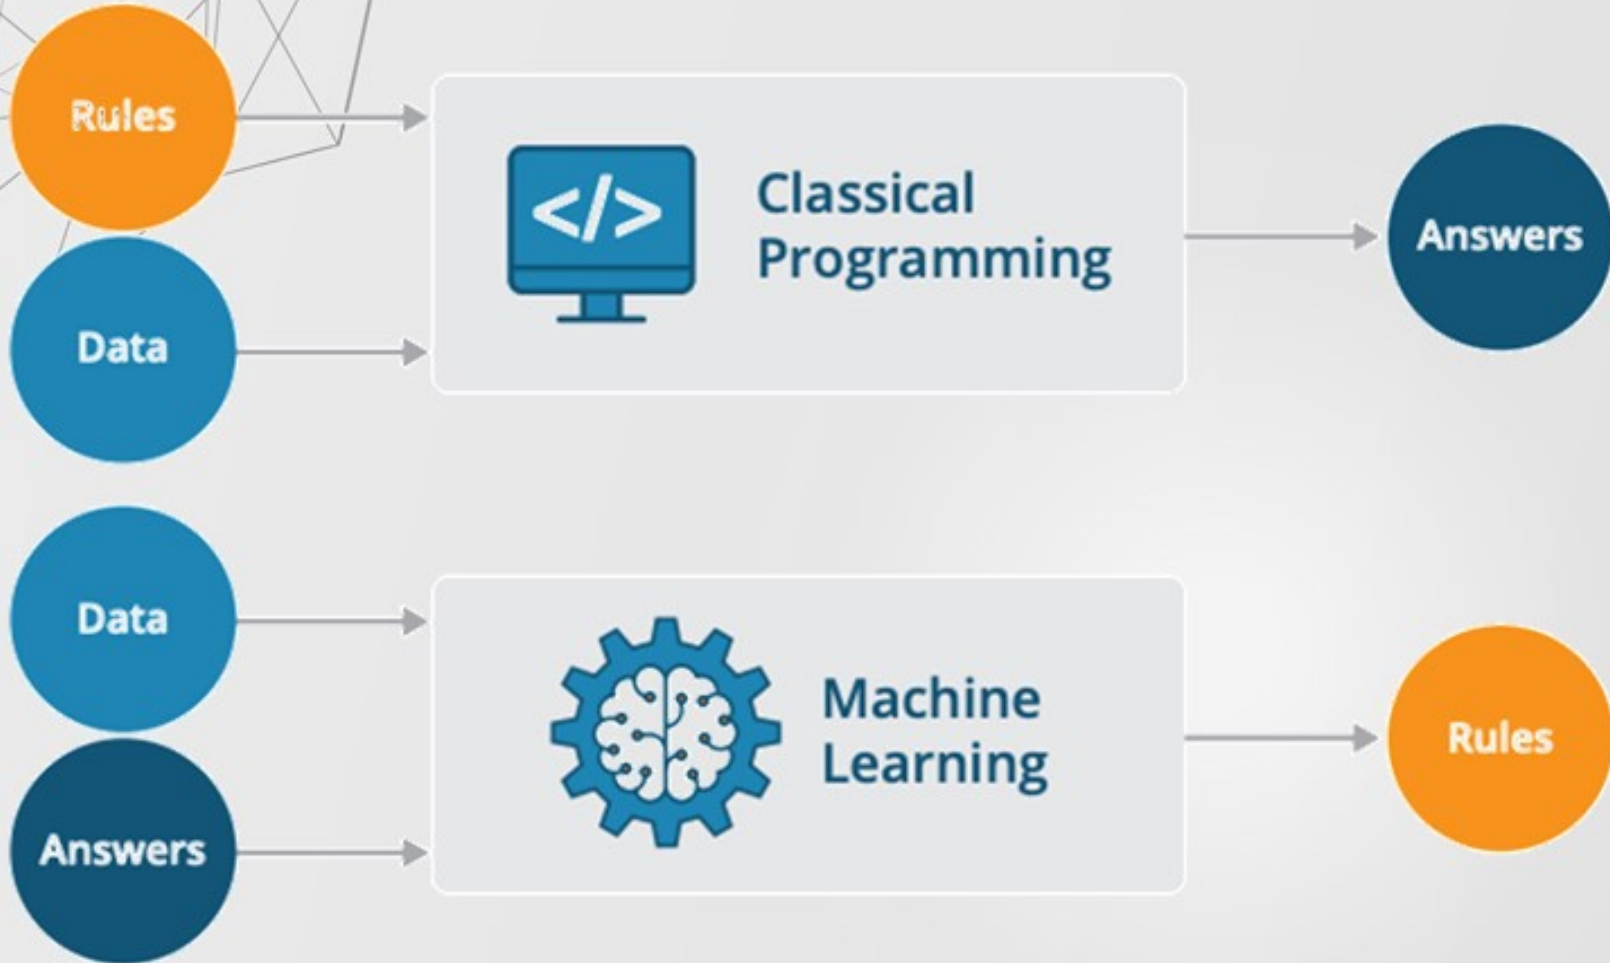 Rules
Data
</>
Classical
Programming
Answers
Data
Answers
Machine
Learning
Rules